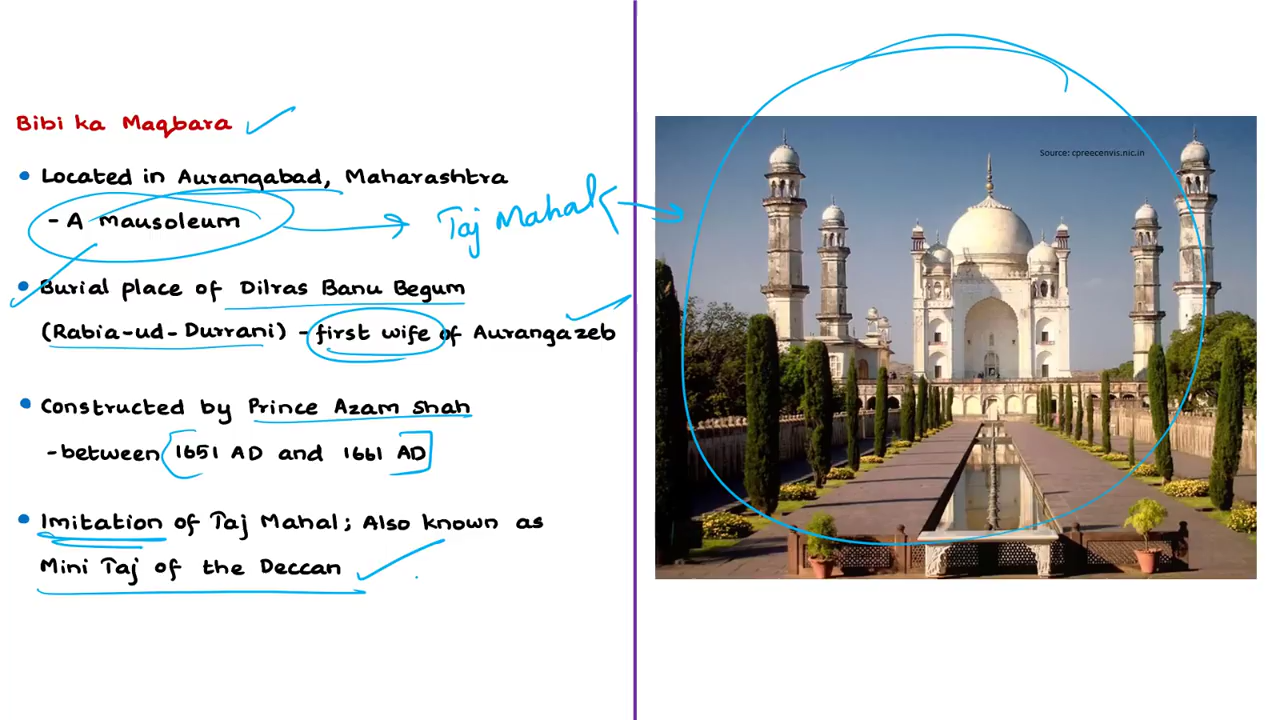 Bibi ka Maqbara
• Located in Aurangabad, Maharashtra
- A mausoleum
Taj Mahal
• Burial place of Dilras Banu Begum
(Rabia-ud-Durrani) - first wife of Aurangazeb
• Constructed by Prince Azam Shah
- between 1651 AD and 1661 AD
• Imitation of Taj Mahal; Also known as
Mini Taj of the Deccan
Source: cpreecenvis.nic.in